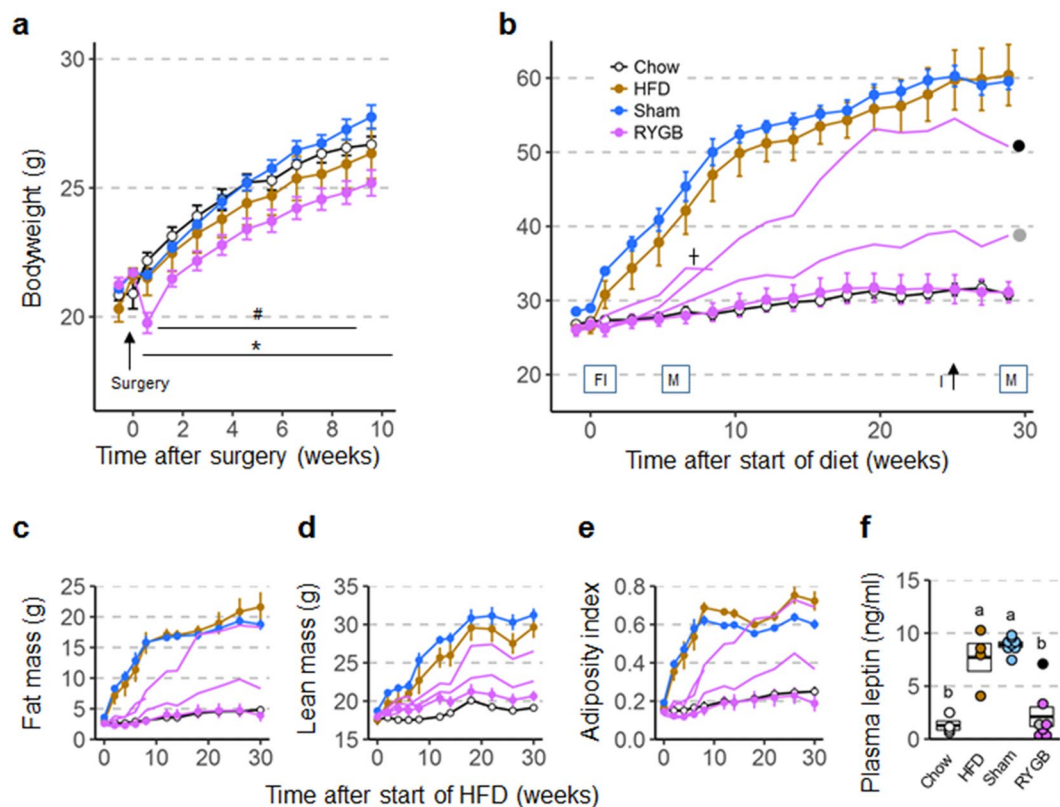 a
Bodyweight (g)
30
25
20
#
*
Surgery
0 2 4 6 8 10
Time after surgery (weeks)
b
60
50
40
30
20
Chow
HFD
Sham
RYGB
†
FI
M
I
M
0 10 20 30
Time after start of diet (weeks)
c
Fat mass (g)
25
20
15
10
5
0
0 10 20 30
d
Lean mass (g)
35
30
25
20
15
0 10 20 30
e
Adiposity index
0.8
0.6
0.4
0.2
0.0
0 10 20 30
Time after start of HFD (weeks)
f
Plasma leptin (ng/ml)
15
10
5
0
b
a
a
b
Chow
HFD
Sham
RYGB